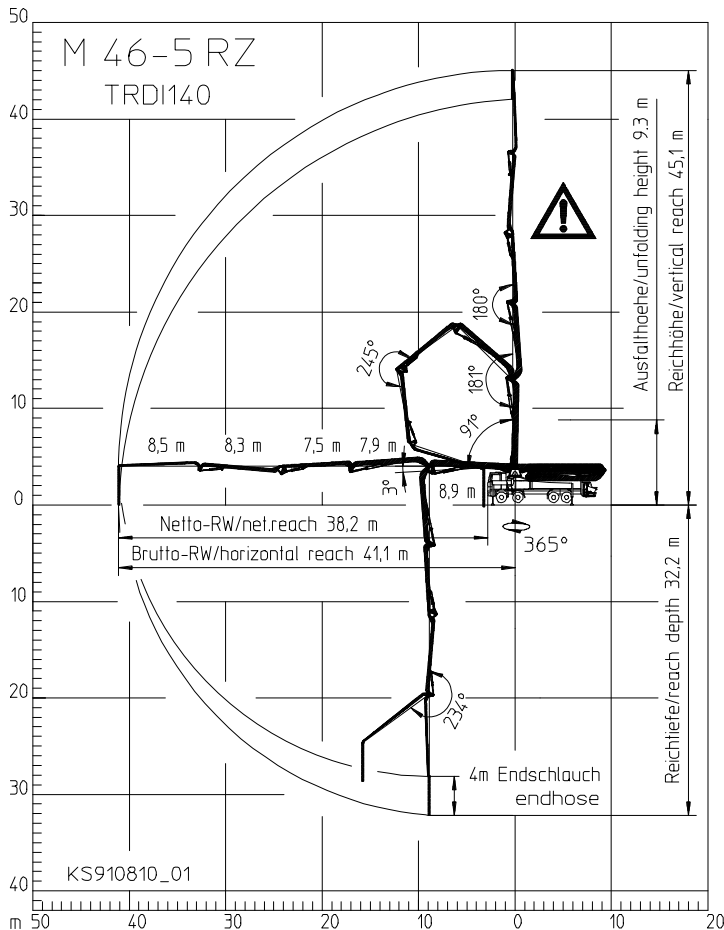 M 46-5 RZ
TRDI140
50
40
30
20
10
0
10
20
30
40
Ausfalthoehe/unfolding height 9.3 m
Reichhöhe/vertical reach 45,1 m
180°
245°
181°
91°
8,5 m
8,3 m
7,5 m
7,9 m
3°
8,9 m
Netto-RW/net.reach 38,2 m
Brutto-RW/horizontal reach 41,1 m
365°
Reichtiefe/reach depth 32,2 m
234°
4m Endschlauch
endhose
KS910810_01
m 50 40 30 20 10 0 10 20